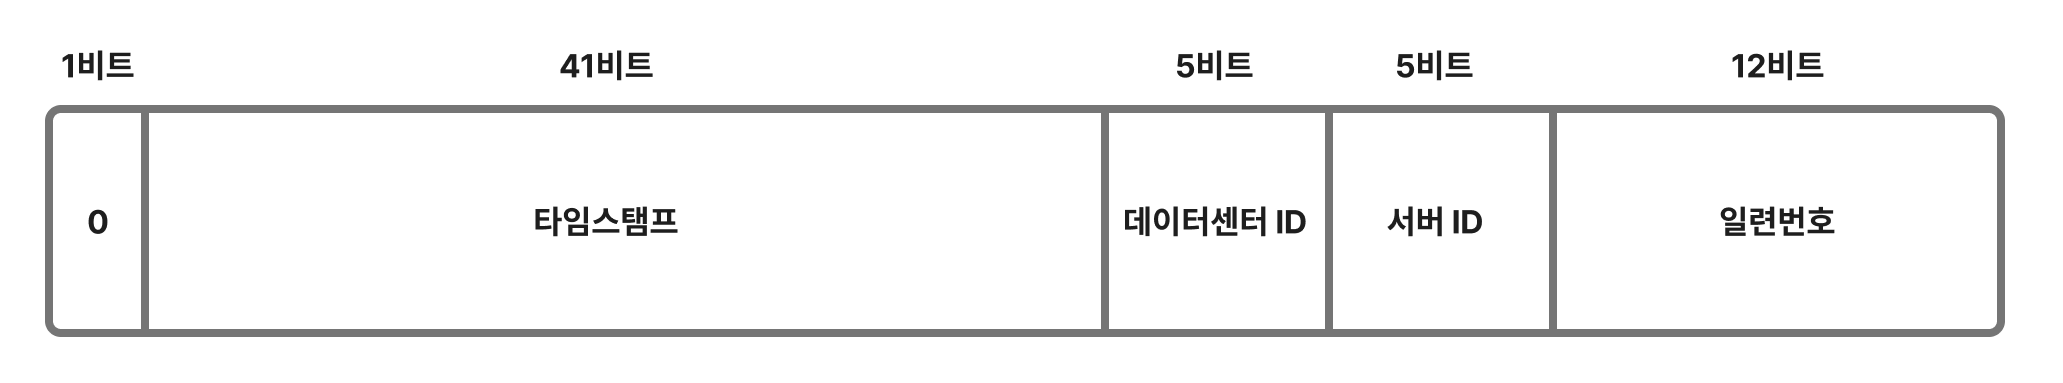 1비트 41비트 5비트 5비트 12비트
0 타임스탬프 데이터센터 ID 서버 ID 일련번호